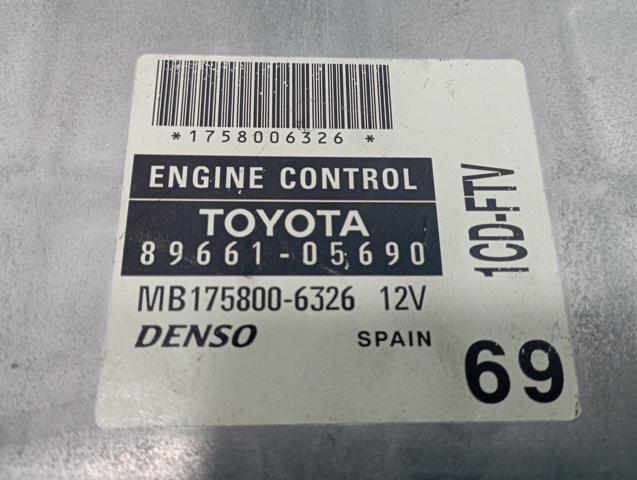 *1758006326*
ENGINE CONTROL
TOYOTA
89661-05690
MB175800-6326 12V
DENSO SPAIN
1CD-FTV
69